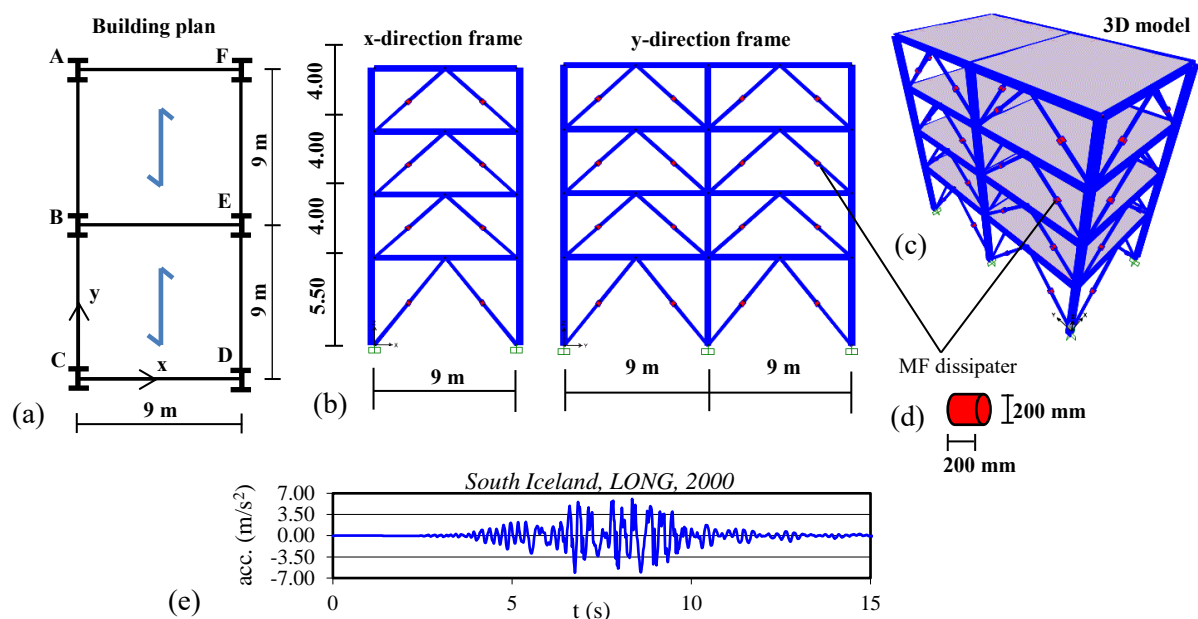 Building plan
A
F
9 m
B
E
9 m
y
C
x
D
9 m
(a)
x-direction frame
y-direction frame
4.00
4.00
4.00
5.50
X
Y
9 m
9 m
9 m
(b)
3D model
(c)
MF dissipater
(d)
200 mm
200 mm
South Iceland, LONG, 2000
acc. (m/s²)
7.00
3.50
0.00
-3.50
-7.00
0
5
10
15
t (s)
(e)